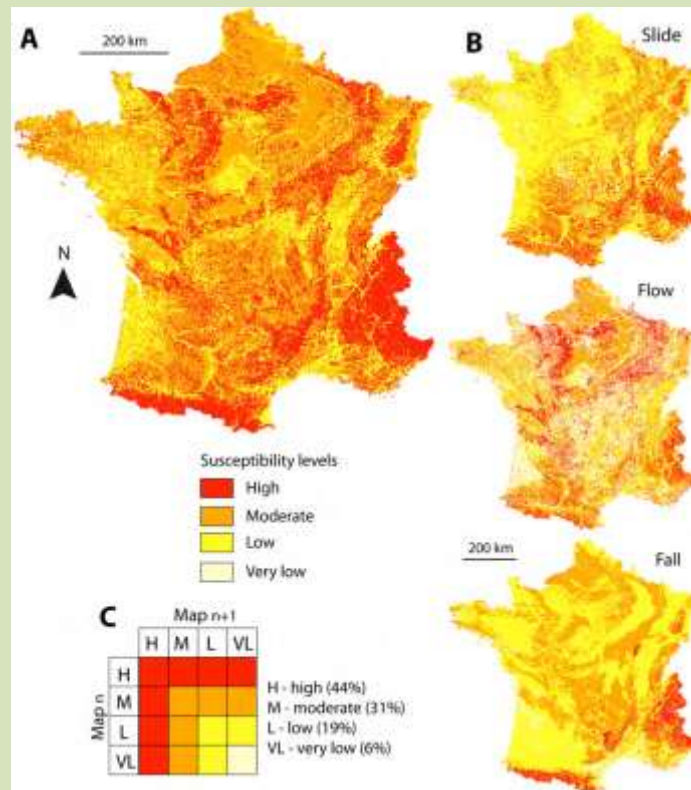 A
200 km
B
Slide
N
Flow
Susceptibility levels
High
Moderate
Low
Very low
200 km
Fall
C
Map n+1
H M L VL
Map n
H
M
L
VL
H - high (44%)
M - moderate (31%)
L - low (19%)
VL - very low (6%)